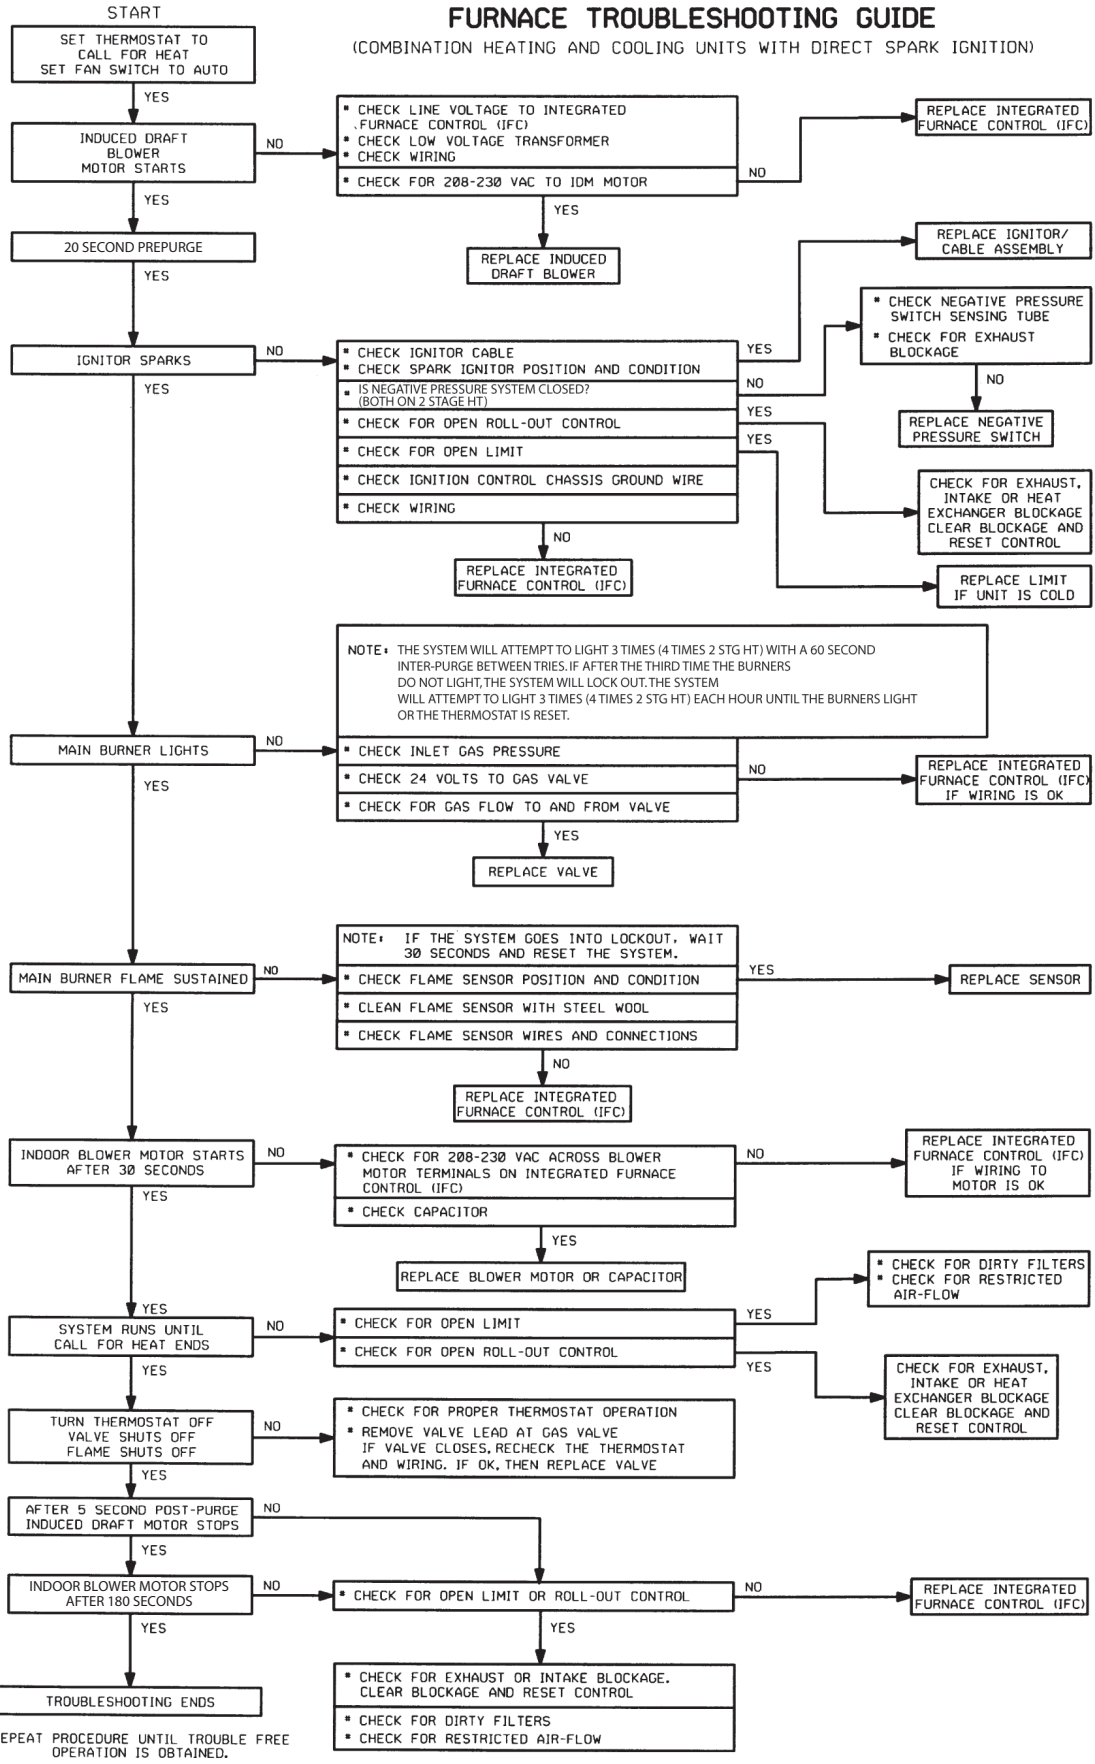 START
FURNACE TROUBLESHOOTING GUIDE
(COMBINATION HEATING AND COOLING UNITS WITH DIRECT SPARK IGNITION)
SET THERMOSTAT TO
CALL FOR HEAT
SET FAN SWITCH TO AUTO
YES
INDUCED DRAFT
BLOWER
MOTOR STARTS
NO
* CHECK LINE VOLTAGE TO INTEGRATED
FURNACE CONTROL (IFC)
* CHECK LOW VOLTAGE TRANSFORMER
* CHECK WIRING
* CHECK FOR 208-230 VAC TO IDM MOTOR
NO
REPLACE INTEGRATED
FURNACE CONTROL (IFC)
YES
REPLACE INDUCED
DRAFT BLOWER
YES
20 SECOND PREPURGE
YES
IGNITOR SPARKS
NO
* CHECK IGNITOR CABLE
* CHECK SPARK IGNITOR POSITION AND CONDITION
YES
REPLACE IGNITOR/
CABLE ASSEMBLY
* IS NEGATIVE PRESSURE SYSTEM CLOSED?
(BOTH ON 2 STAGE HT)
NO
* CHECK NEGATIVE PRESSURE
SWITCH SENSING TUBE
* CHECK FOR EXHAUST
BLOCKAGE
NO
REPLACE NEGATIVE
PRESSURE SWITCH
* CHECK FOR OPEN ROLL-OUT CONTROL
YES
CHECK FOR EXHAUST,
INTAKE OR HEAT
EXCHANGER BLOCKAGE
CLEAR BLOCKAGE AND
RESET CONTROL
* CHECK FOR OPEN LIMIT
YES
REPLACE LIMIT
IF UNIT IS COLD
* CHECK IGNITION CONTROL CHASSIS GROUND WIRE
* CHECK WIRING
NO
REPLACE INTEGRATED
FURNACE CONTROL (IFC)
YES
NOTE: THE SYSTEM WILL ATTEMPT TO LIGHT 3 TIMES (4 TIMES 2 STG HT) WITH A 60 SECOND
INTER-PURGE BETWEEN TRIES. IF AFTER THE THIRD TIME THE BURNERS
DO NOT LIGHT, THE SYSTEM WILL LOCK OUT. THE SYSTEM
WILL ATTEMPT TO LIGHT 3 TIMES (4 TIMES 2 STG HT) EACH HOUR UNTIL THE BURNERS LIGHT
OR THE THERMOSTAT IS RESET.
MAIN BURNER LIGHTS
NO
* CHECK INLET GAS PRESSURE
* CHECK 24 VOLTS TO GAS VALVE
NO
REPLACE INTEGRATED
FURNACE CONTROL (IFC)
IF WIRING IS OK
* CHECK FOR GAS FLOW TO AND FROM VALVE
YES
REPLACE VALVE
YES
NOTE: IF THE SYSTEM GOES INTO LOCKOUT, WAIT
30 SECONDS AND RESET THE SYSTEM.
MAIN BURNER FLAME SUSTAINED
NO
* CHECK FLAME SENSOR POSITION AND CONDITION
YES
REPLACE SENSOR
* CLEAN FLAME SENSOR WITH STEEL WOOL
* CHECK FLAME SENSOR WIRES AND CONNECTIONS
NO
REPLACE INTEGRATED
FURNACE CONTROL (IFC)
YES
INDOOR BLOWER MOTOR STARTS
AFTER 30 SECONDS
NO
* CHECK FOR 208-230 VAC ACROSS BLOWER
MOTOR TERMINALS ON INTEGRATED FURNACE
CONTROL (IFC)
NO
REPLACE INTEGRATED
FURNACE CONTROL (IFC)
IF WIRING TO
MOTOR IS OK
* CHECK CAPACITOR
YES
REPLACE BLOWER MOTOR OR CAPACITOR
YES
YES
SYSTEM RUNS UNTIL
CALL FOR HEAT ENDS
NO
* CHECK FOR OPEN LIMIT
YES
* CHECK FOR DIRTY FILTERS
* CHECK FOR RESTRICTED
AIR-FLOW
* CHECK FOR OPEN ROLL-OUT CONTROL
YES
CHECK FOR EXHAUST,
INTAKE OR HEAT
EXCHANGER BLOCKAGE
CLEAR BLOCKAGE AND
RESET CONTROL
YES
TURN THERMOSTAT OFF
VALVE SHUTS OFF
FLAME SHUTS OFF
NO
* CHECK FOR PROPER THERMOSTAT OPERATION
* REMOVE VALVE LEAD AT GAS VALVE
IF VALVE CLOSES, RECHECK THE THERMOSTAT
AND WIRING. IF OK, THEN REPLACE VALVE
YES
AFTER 5 SECOND POST-PURGE
INDUCED DRAFT MOTOR STOPS
NO
YES
INDOOR BLOWER MOTOR STOPS
AFTER 180 SECONDS
NO
* CHECK FOR OPEN LIMIT OR ROLL-OUT CONTROL
NO
REPLACE INTEGRATED
FURNACE CONTROL (IFC)
YES
* CHECK FOR EXHAUST OR INTAKE BLOCKAGE.
CLEAR BLOCKAGE AND RESET CONTROL
* CHECK FOR DIRTY FILTERS
* CHECK FOR RESTRICTED AIR-FLOW
YES
TROUBLESHOOTING ENDS
EPEAT PROCEDURE UNTIL TROUBLE FREE
OPERATION IS OBTAINED.